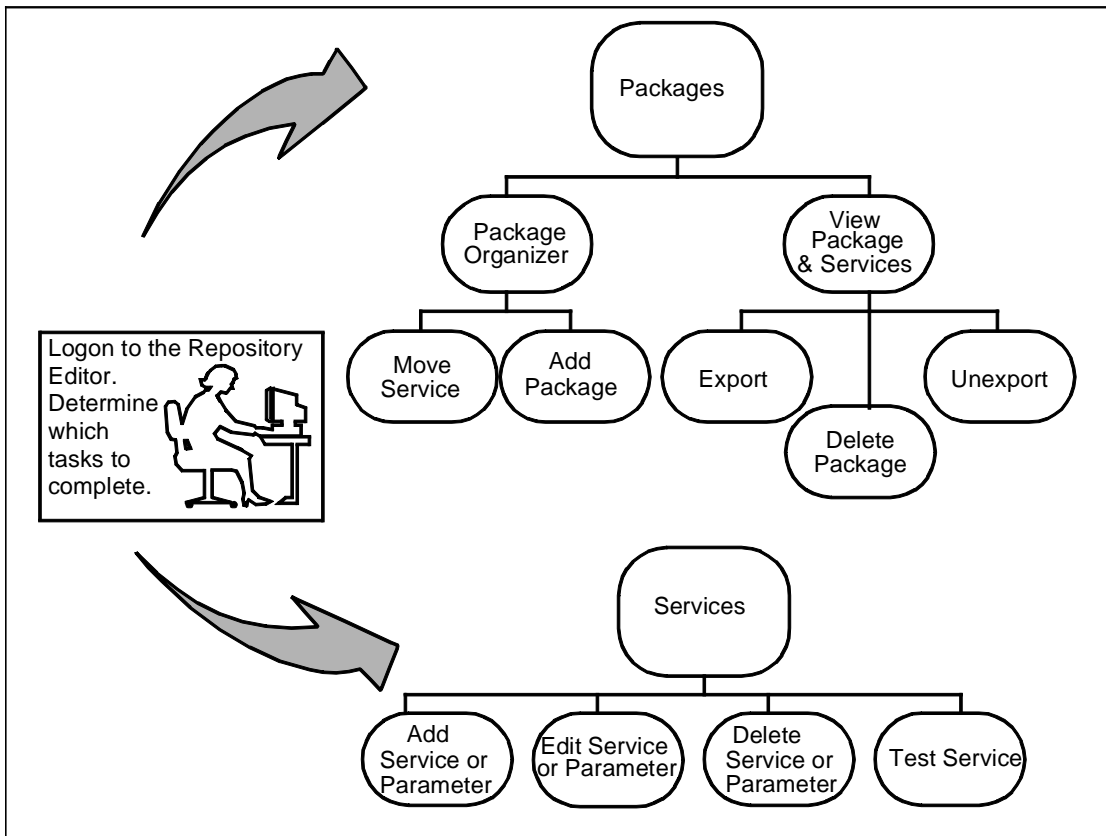 Packages
Package
Organizer
View
Package
& Services
Move
Service
Add
Package
Export
Unexport
Delete
Package
Logon to the Repository
Editor.
Determine
which
tasks to
complete.
Services
Add
Service or
Parameter
Edit Service
or Parameter
Delete
Service or
Parameter
Test Service